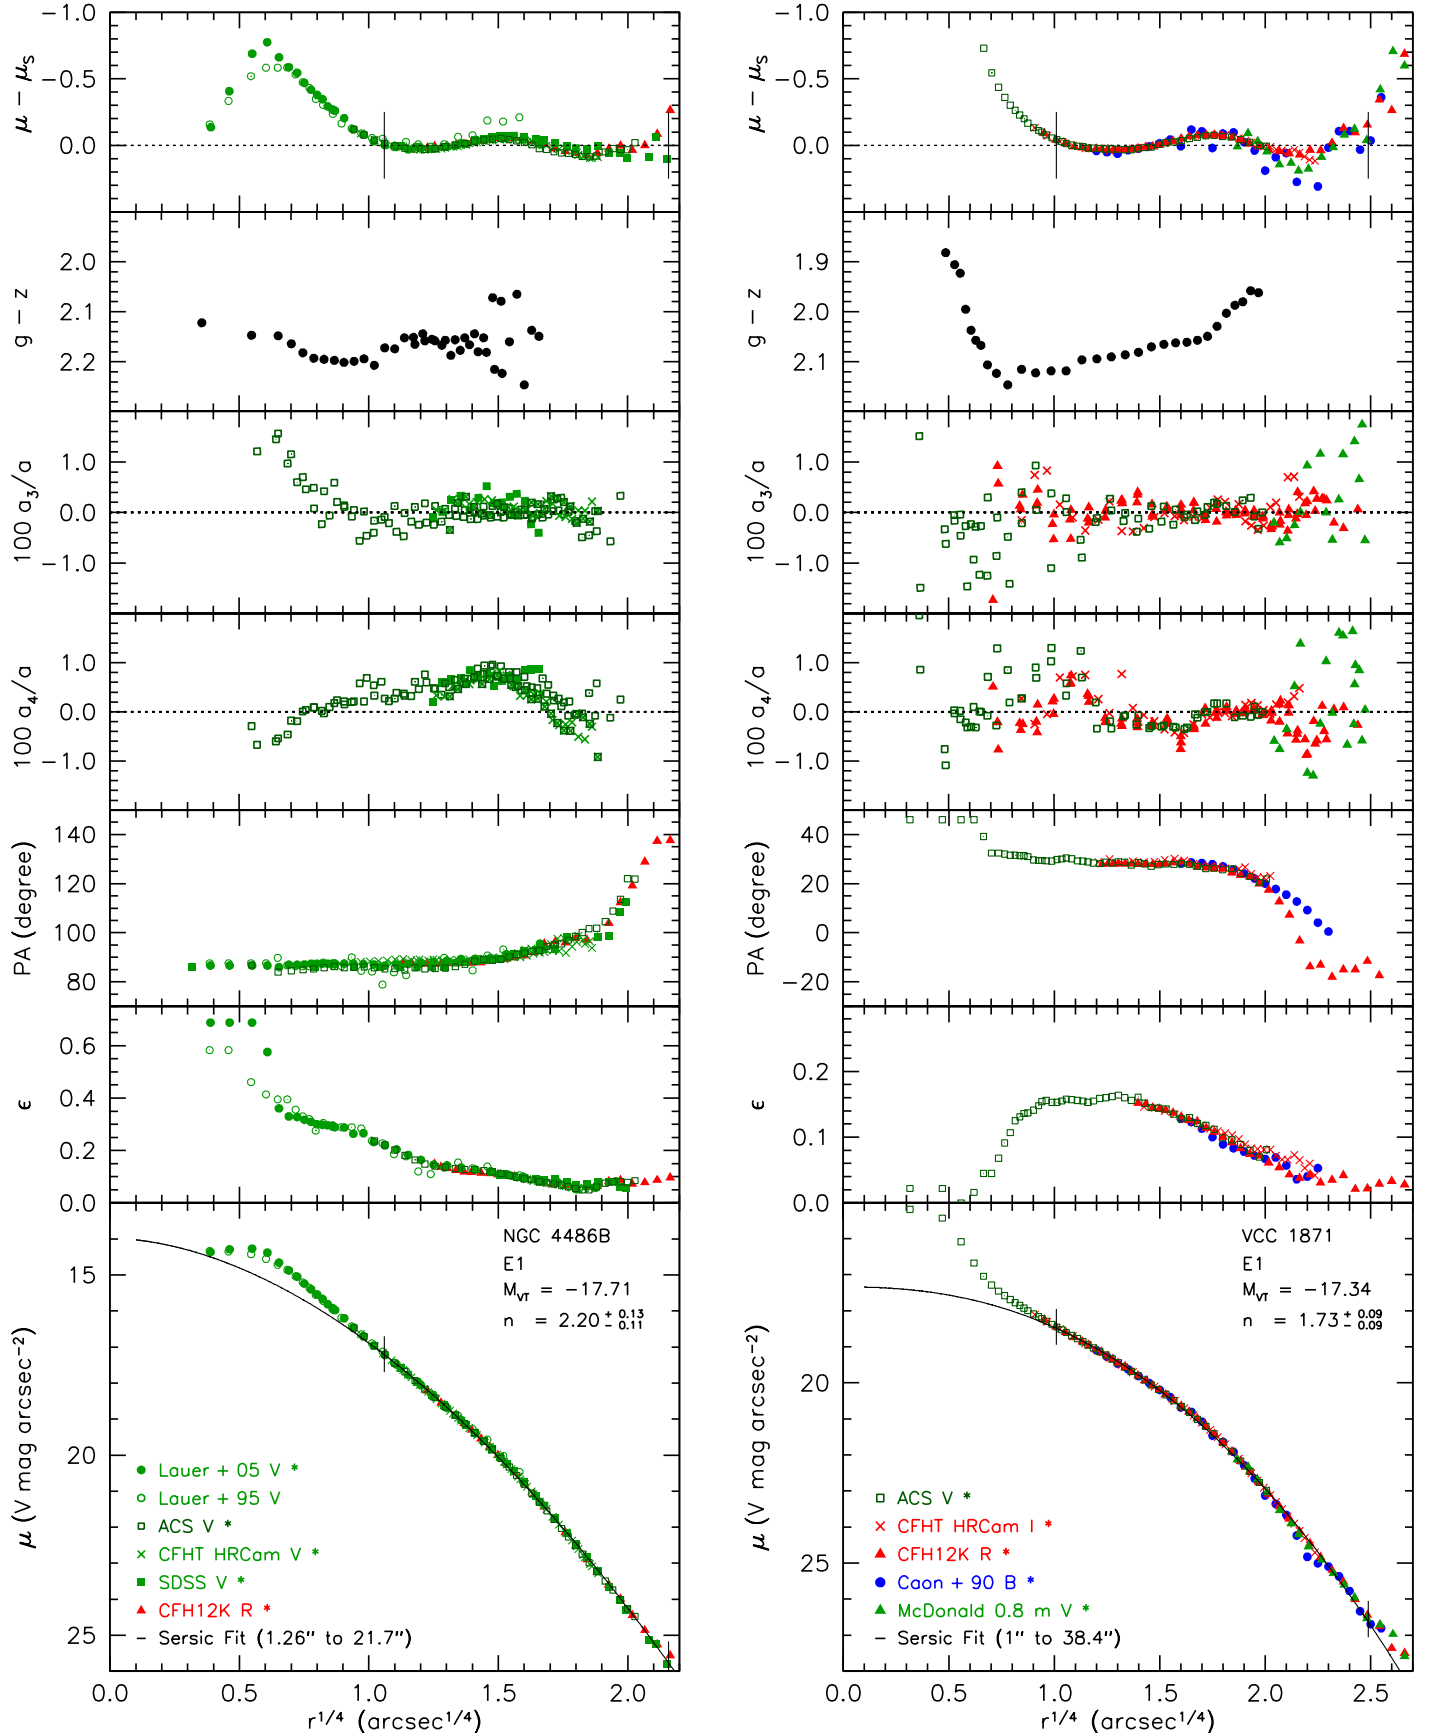 μ − μS
−1.0
−0.5
0.0
g − z
2.0
2.1
2.2
100 a3/a
1.0
0.0
−1.0
100 a4/a
1.0
0.0
−1.0
PA (degree)
140
120
100
80
ϵ
0.6
0.4
0.2
0.0
μ (V mag arcsec−2)
15
20
25
NGC 4486B
E1
MVT = −17.71
n = 2.20 + 0.13 − 0.11
Lauer + 05 V *
Lauer + 95 V
ACS V *
CFHT HRCam V *
SDSS V *
CFH12K R *
– Sersic Fit (1.26″ to 21.7″)
0.0 0.5 1.0 1.5 2.0
r1/4 (arcsec1/4)
μ − μS
−1.0
−0.5
0.0
g − z
1.9
2.0
2.1
100 a3/a
1.0
0.0
−1.0
100 a4/a
1.0
0.0
−1.0
PA (degree)
40
20
0
−20
ϵ
0.2
0.1
0.0
μ (V mag arcsec−2)
20
25
VCC 1871
E1
MVT = −17.34
n = 1.73 + 0.09 − 0.09
ACS V *
CFHT HRCam I *
CFH12K R *
Caon + 90 B *
McDonald 0.8 m V *
– Sersic Fit (1″ to 38.4″)
0.0 0.5 1.0 1.5 2.0 2.5
r1/4 (arcsec1/4)